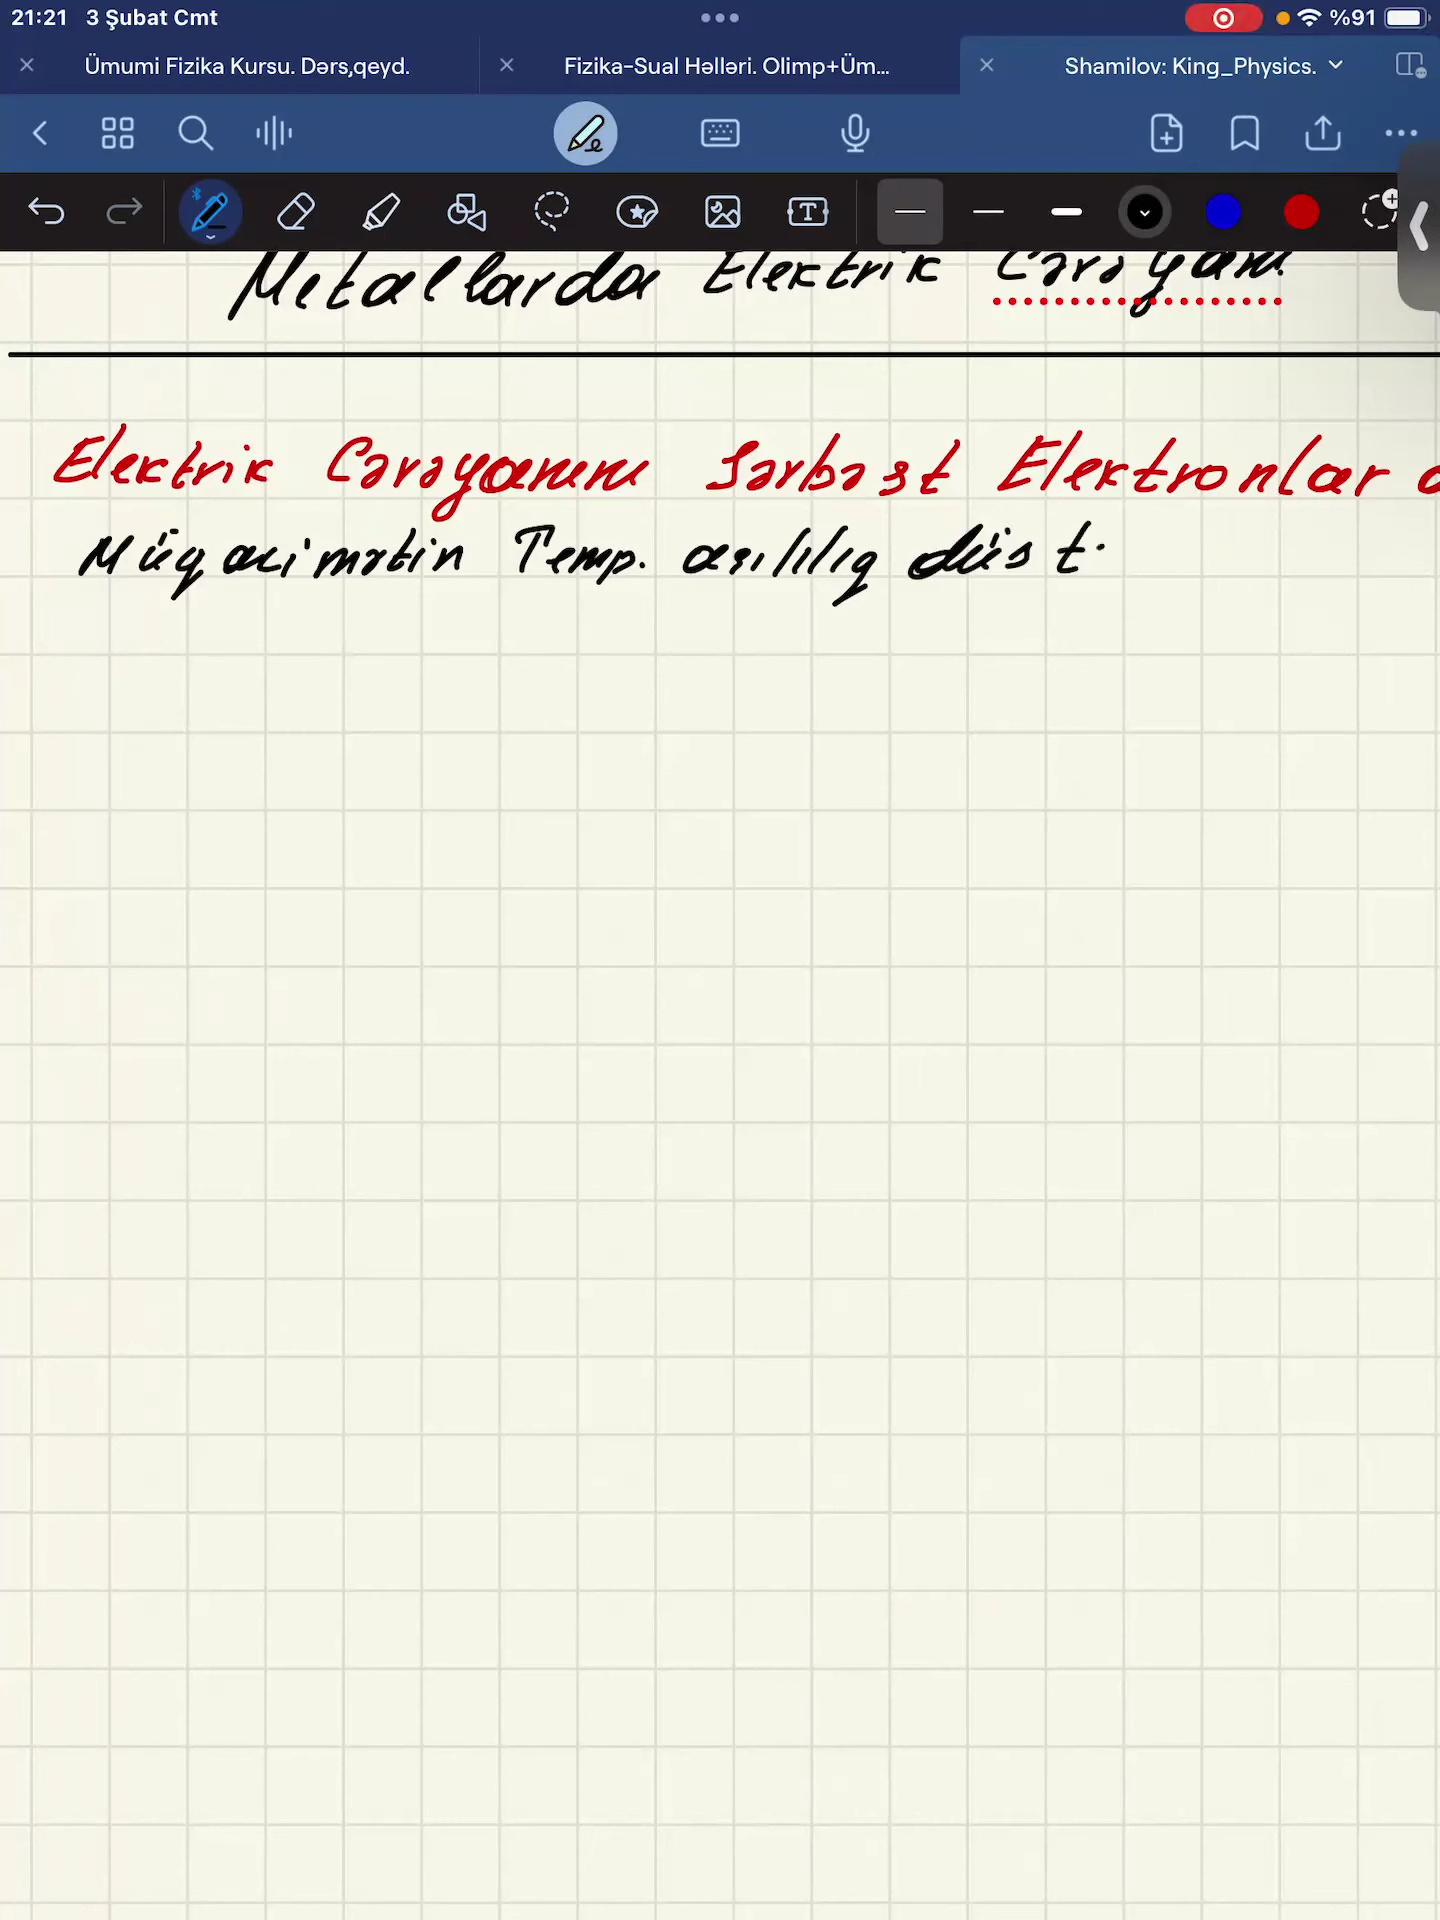 21:21 3 Şubat Cmt %91
Ümumi Fizika Kursu. Dərs,qeyd. Fizika-Sual Həlləri. Olimp+Üm... Shamilov: King_Physics.
Metallarda Elektrik Cərəyanı
Elektrik Cərəyanını Sərbəst Elektronlar
Müqavimətin Temp. asılılıq düst.